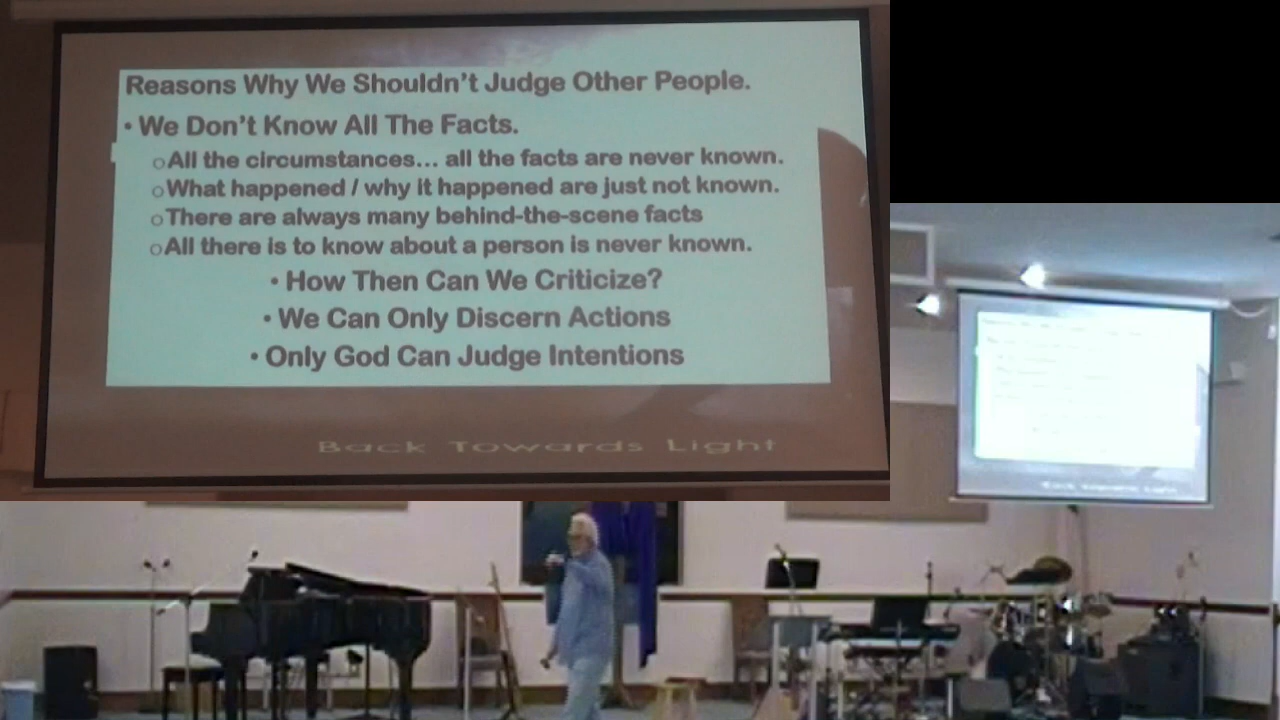 Reasons Why We Shouldn't Judge Other People.
• We Don't Know All The Facts.
○ All the circumstances... all the facts are never known.
○ What happened / why it happened are just not known.
○ There are always many behind-the-scene facts
○ All there is to know about a person is never known.
• How Then Can We Criticize?
• We Can Only Discern Actions
• Only God Can Judge Intentions
Back Towards Light